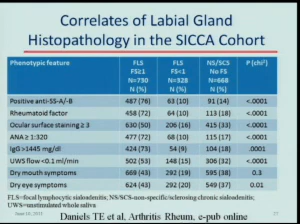 Correlates of Labial Gland
Histopathology in the SICCA Cohort
Phenotypic feature FLS FS≥1 N=730 N (%) FLS FS<1 N=328 N (%) NS/SCS No FS N=668 N (%) P (chi²)
Positive anti-SS-A/-B 487 (76) 63 (10) 91 (14) <.0001
Rheumatoid factor 458 (72) 64 (10) 113 (18) <.0001
Ocular surface staining ≥ 3 630 (50) 206 (16) 415 (33) <.0001
ANA ≥ 1:320 477 (72) 68 (10) 115 (17) <.0001
IgG >1445 mg/dl 424 (73) 54 (9) 104 (18) .0001
UWS flow <0.1 ml/min 502 (53) 148 (15) 306 (32) <.0001
Dry mouth symptoms 669 (43) 292 (19) 595 (38) 0.3
Dry eye symptoms 624 (43) 292 (20) 549 (37) 0.01
FLS=focal lymphocytic sialadenitis; NS/SCS-non-specific/sclerosing chronic sialadenitis;
UWS=unstimulated whole saliva
Daniels TE et al, Arthritis Rheum, e-pub online